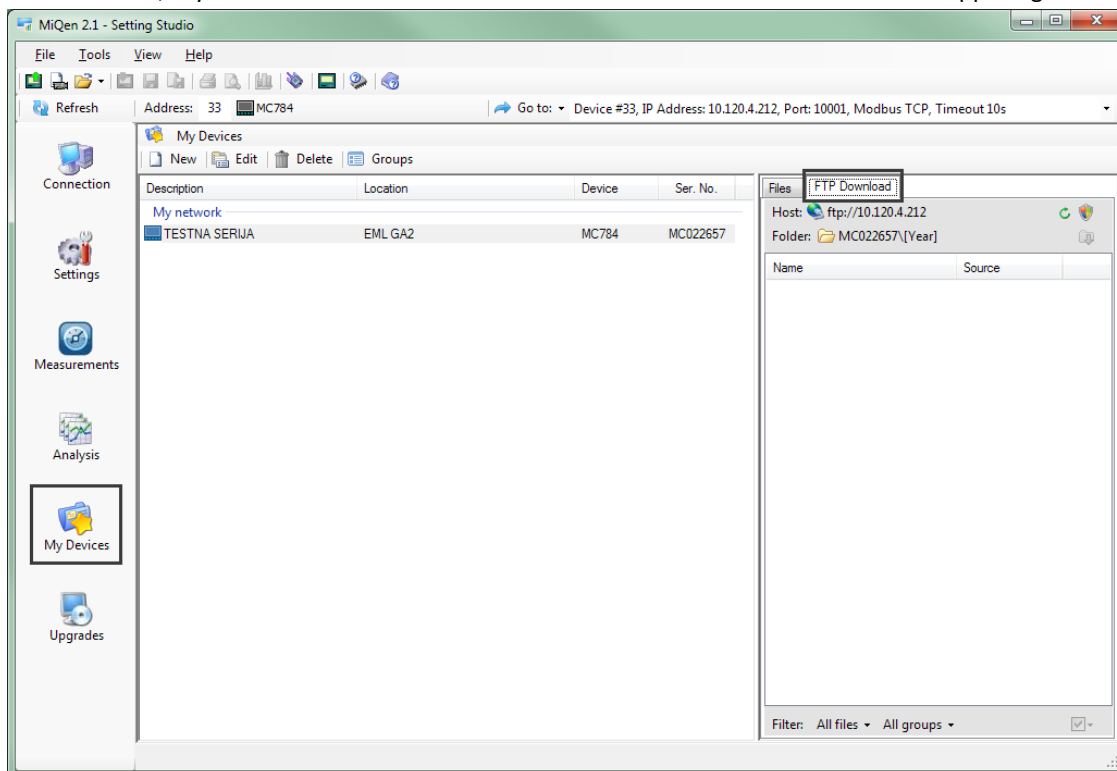 MiQen 2.1 - Setting Studio
File Tools View Help
Refresh Address: 33 MC784 Go to: Device #33, IP Address: 10.120.4.212, Port: 10001, Modbus TCP, Timeout 10s
My Devices
New Edit Delete Groups
Connection
Settings
Measurements
Analysis
My Devices
Upgrades
Description Location Device Ser. No.
My network
TESTNA SERIJA EML GA2 MC784 MC022657
Files FTP Download
Host: ftp://10.120.4.212
Folder: MC022657\[Year]
Name Source
Filter: All files All groups